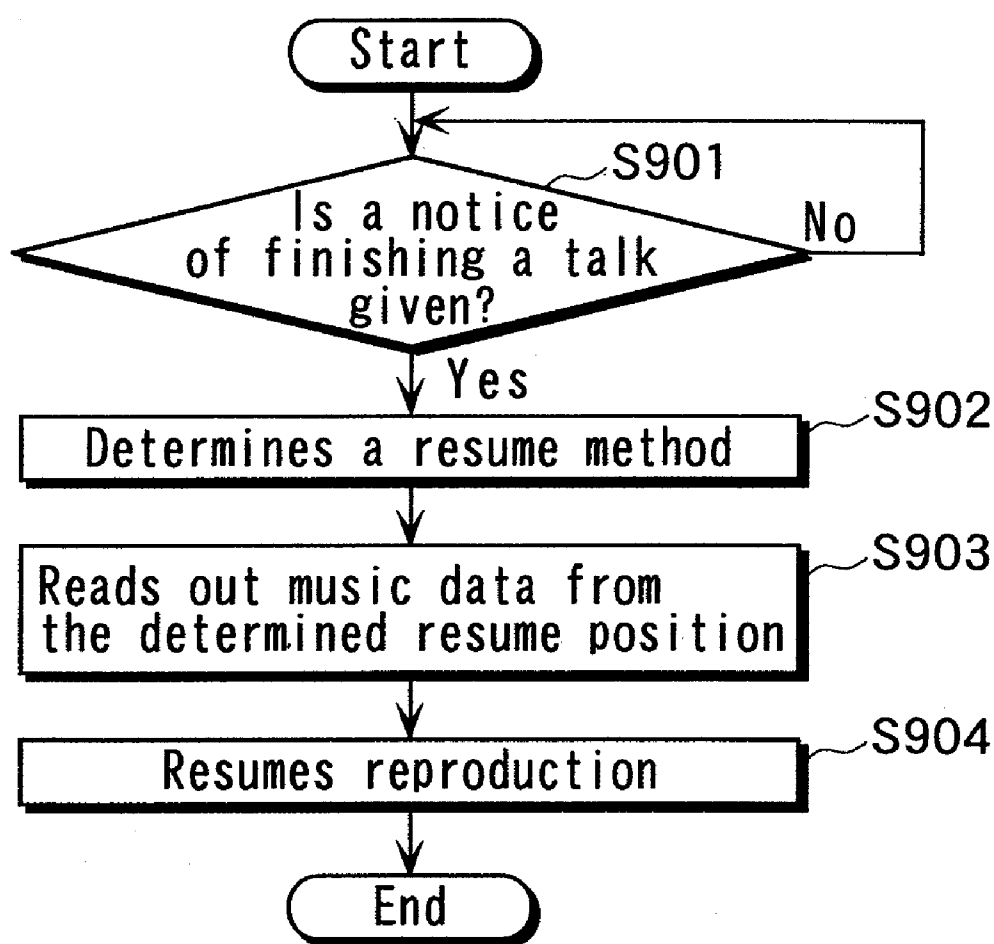 Start
S901
Is a notice
of finishing a talk
given?
No
Yes
S902
Determines a resume method
S903
Reads out music data from
the determined resume position
S904
Resumes reproduction
End